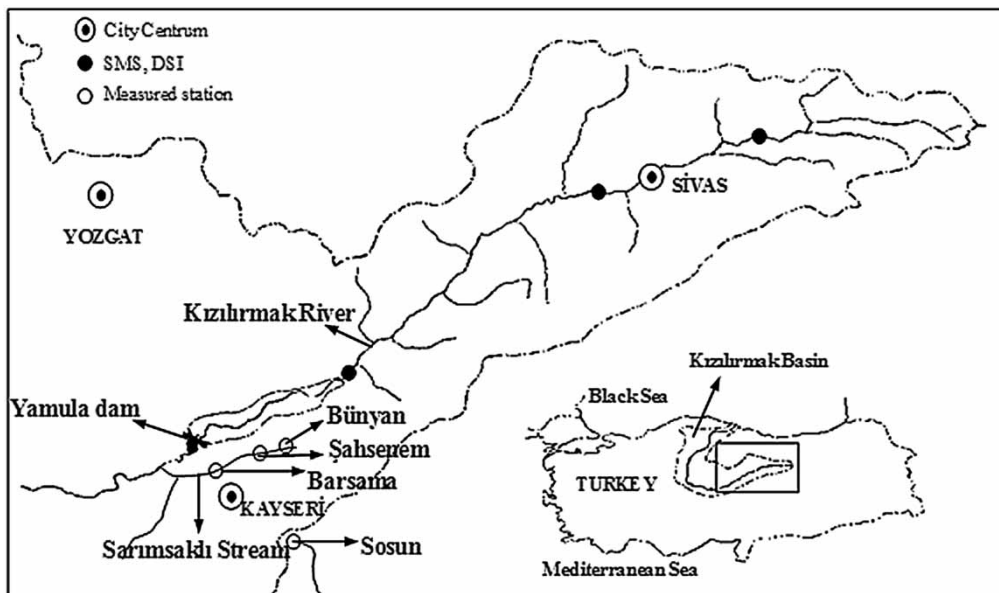 City Centrum
SMS, DSI
Measured station
SİVAS
YOZGAT
Kızılırmak River
Yamula dam
Bünyan
Şahsenem
Barsama
KAYSERİ
Sarımsaklı Stream
Sosun
Kızılırmak Basin
Black Sea
TURKEY
Mediterranean Sea